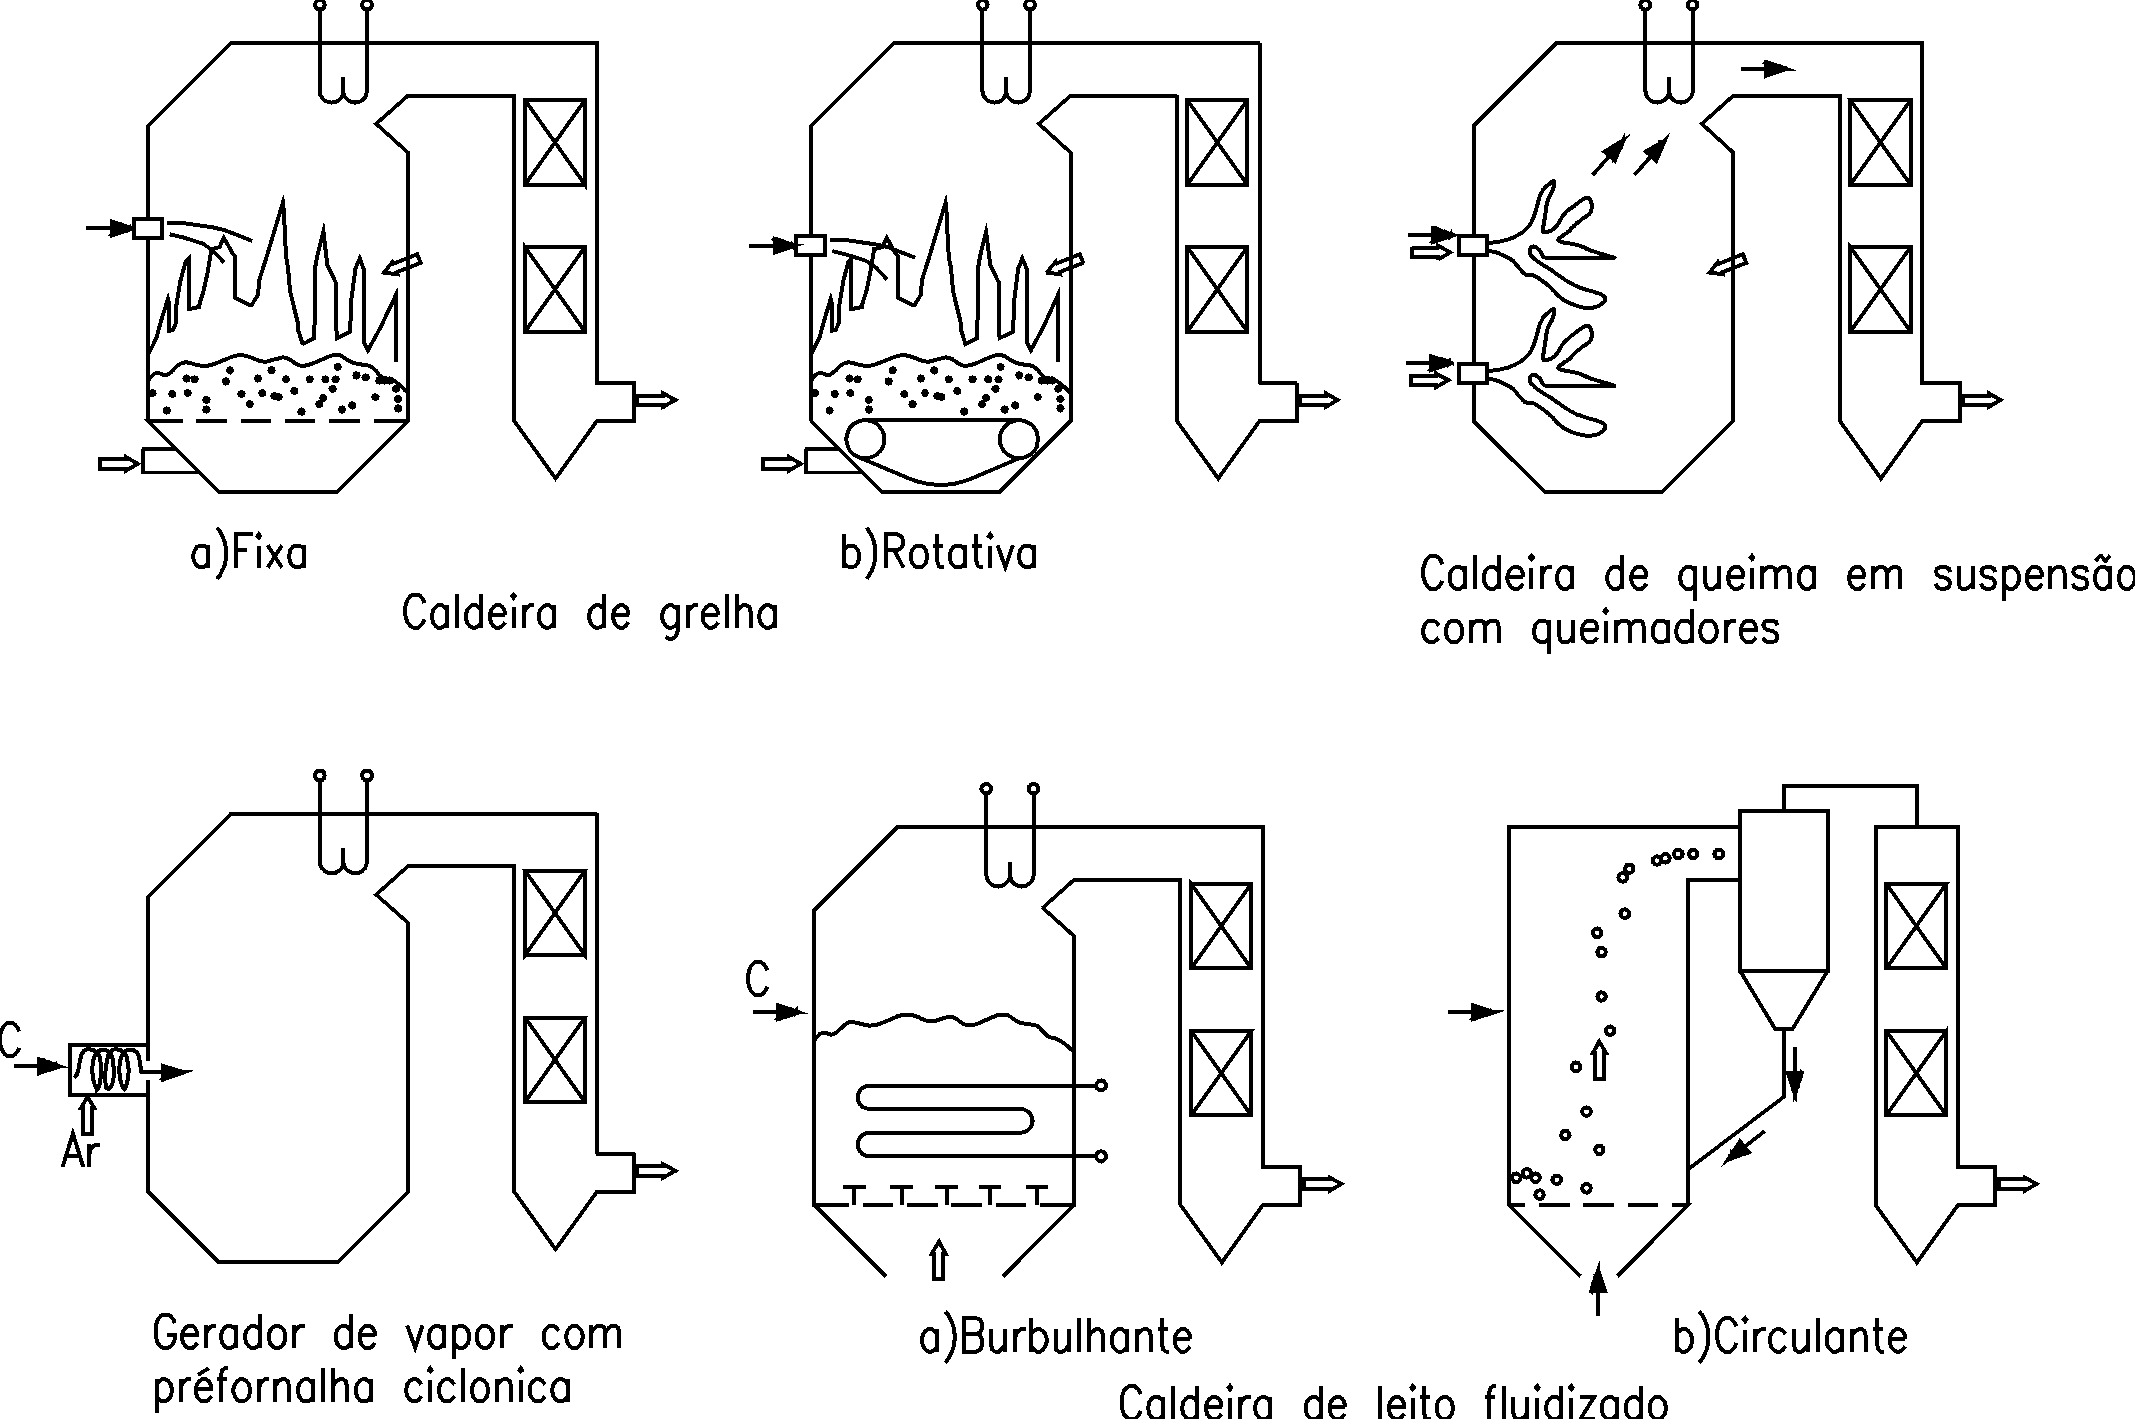 a)Fixa
b)Rotativa
Caldeira de grelha
Caldeira de queima em suspensão
com queimadores
C
Ar
C
Gerador de vapor com
préfornalha ciclonica
a)Burbulhante
b)Circulante
Caldeira de leito fluidizado